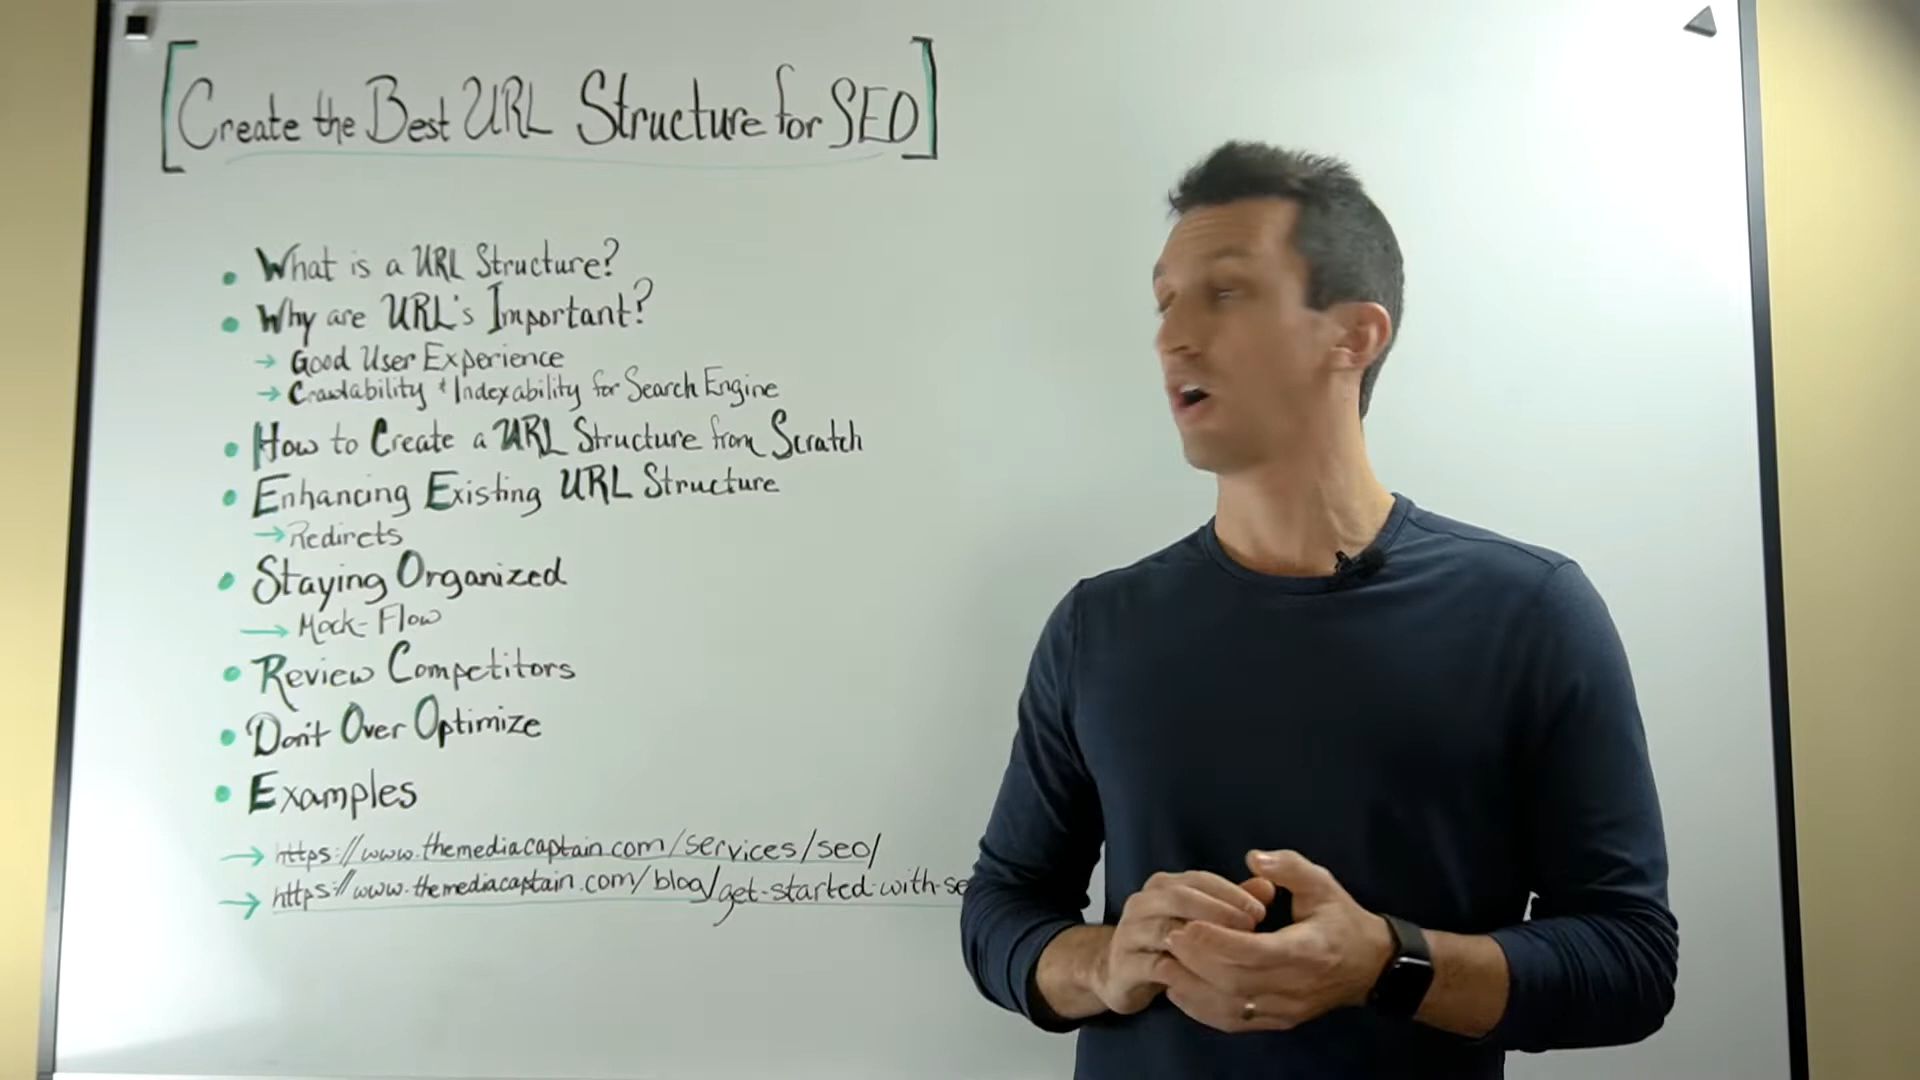 [Create the Best URL Structure for SEO]
• What is a URL Structure?
• Why are URL's Important?
→ Good User Experience
→ Crawlability & Indexability for Search Engine
• How to Create a URL Structure from Scratch
• Enhancing Existing URL Structure
→ Redirets
• Staying Organized
→ Mock-Flow
• Review Competitors
• Don't Over Optimize
• Examples
→ https://www.themediacaptain.com/services/seo/
→ https://www.themediacaptain.com/blog/get-started-with-se